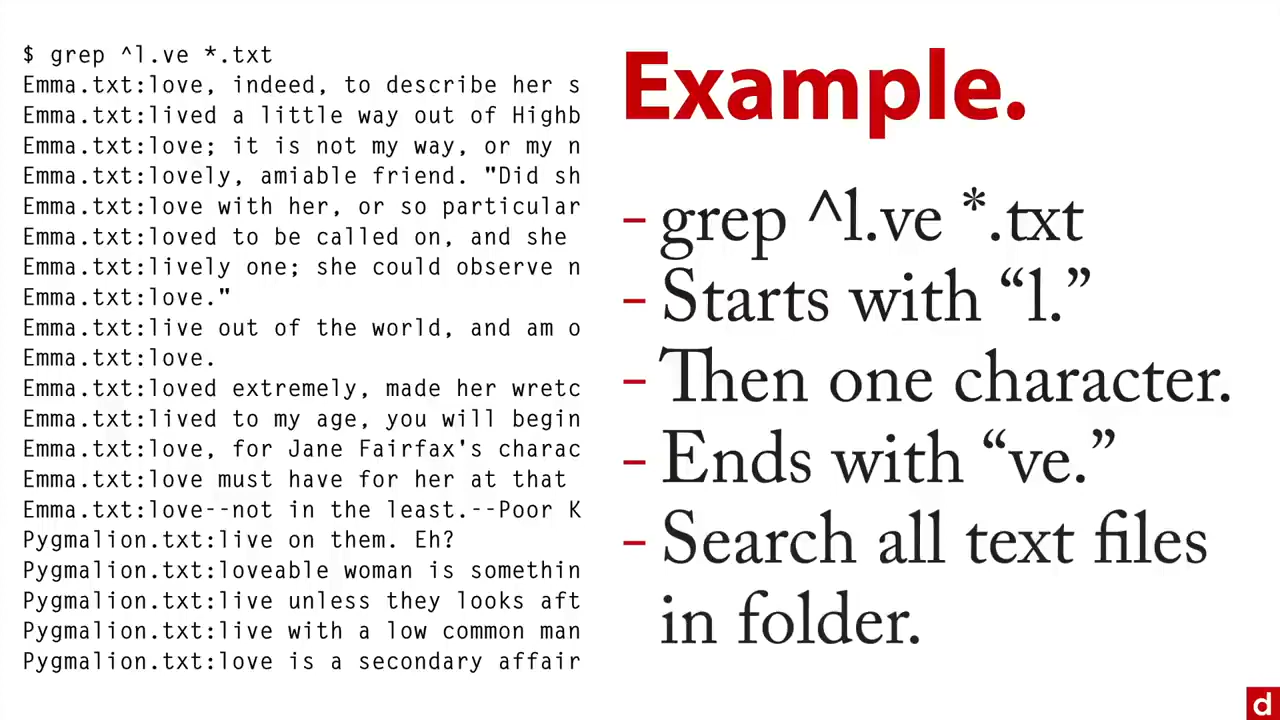 $ grep ^l.ve *.txt
Emma.txt:love, indeed, to describe her s
Emma.txt:lived a little way out of Highb
Emma.txt:love; it is not my way, or my n
Emma.txt:lovely, amiable friend. "Did sh
Emma.txt:love with her, or so particular
Emma.txt:loved to be called on, and she
Emma.txt:lively one; she could observe n
Emma.txt:love."
Emma.txt:live out of the world, and am o
Emma.txt:love.
Emma.txt:loved extremely, made her wretc
Emma.txt:lived to my age, you will begin
Emma.txt:love, for Jane Fairfax's charac
Emma.txt:love must have for her at that
Emma.txt:love--not in the least.--Poor K
Pygmalion.txt:live on them. Eh?
Pygmalion.txt:loveable woman is somethin
Pygmalion.txt:live unless they looks aft
Pygmalion.txt:live with a low common man
Pygmalion.txt:love is a secondary affair
Example.
– grep ^l.ve *.txt
– Starts with “l.”
– Then one character.
– Ends with “ve.”
– Search all text files
in folder.
d